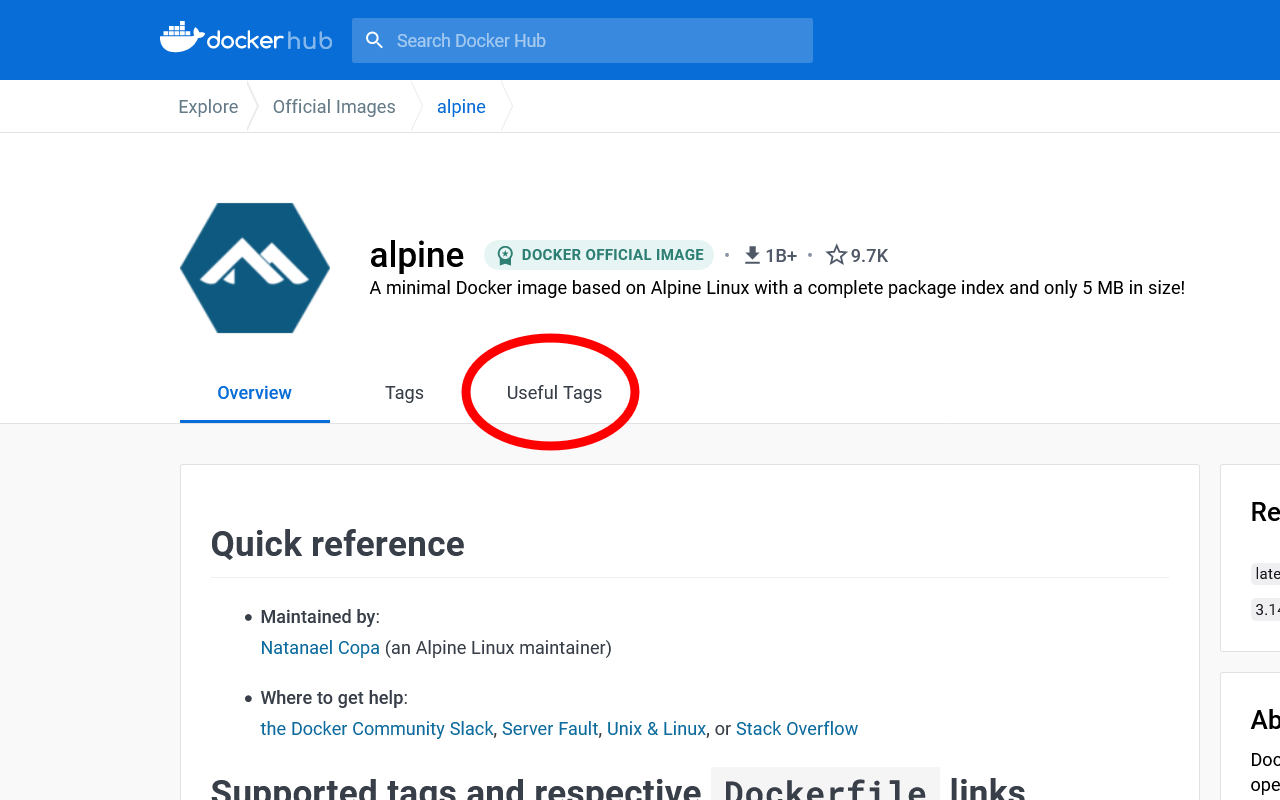 docker hub
Search Docker Hub
Explore
Official Images
alpine
alpine
DOCKER OFFICIAL IMAGE
• 1B+ • 9.7K
A minimal Docker image based on Alpine Linux with a complete package index and only 5 MB in size!
Overview
Tags
Useful Tags
Quick reference
• Maintained by:
Natanael Copa (an Alpine Linux maintainer)
• Where to get help:
the Docker Community Slack, Server Fault, Unix & Linux, or Stack Overflow
Supported tags and respective Dockerfile links
Re
late
3.14
Ab
Doc
ope